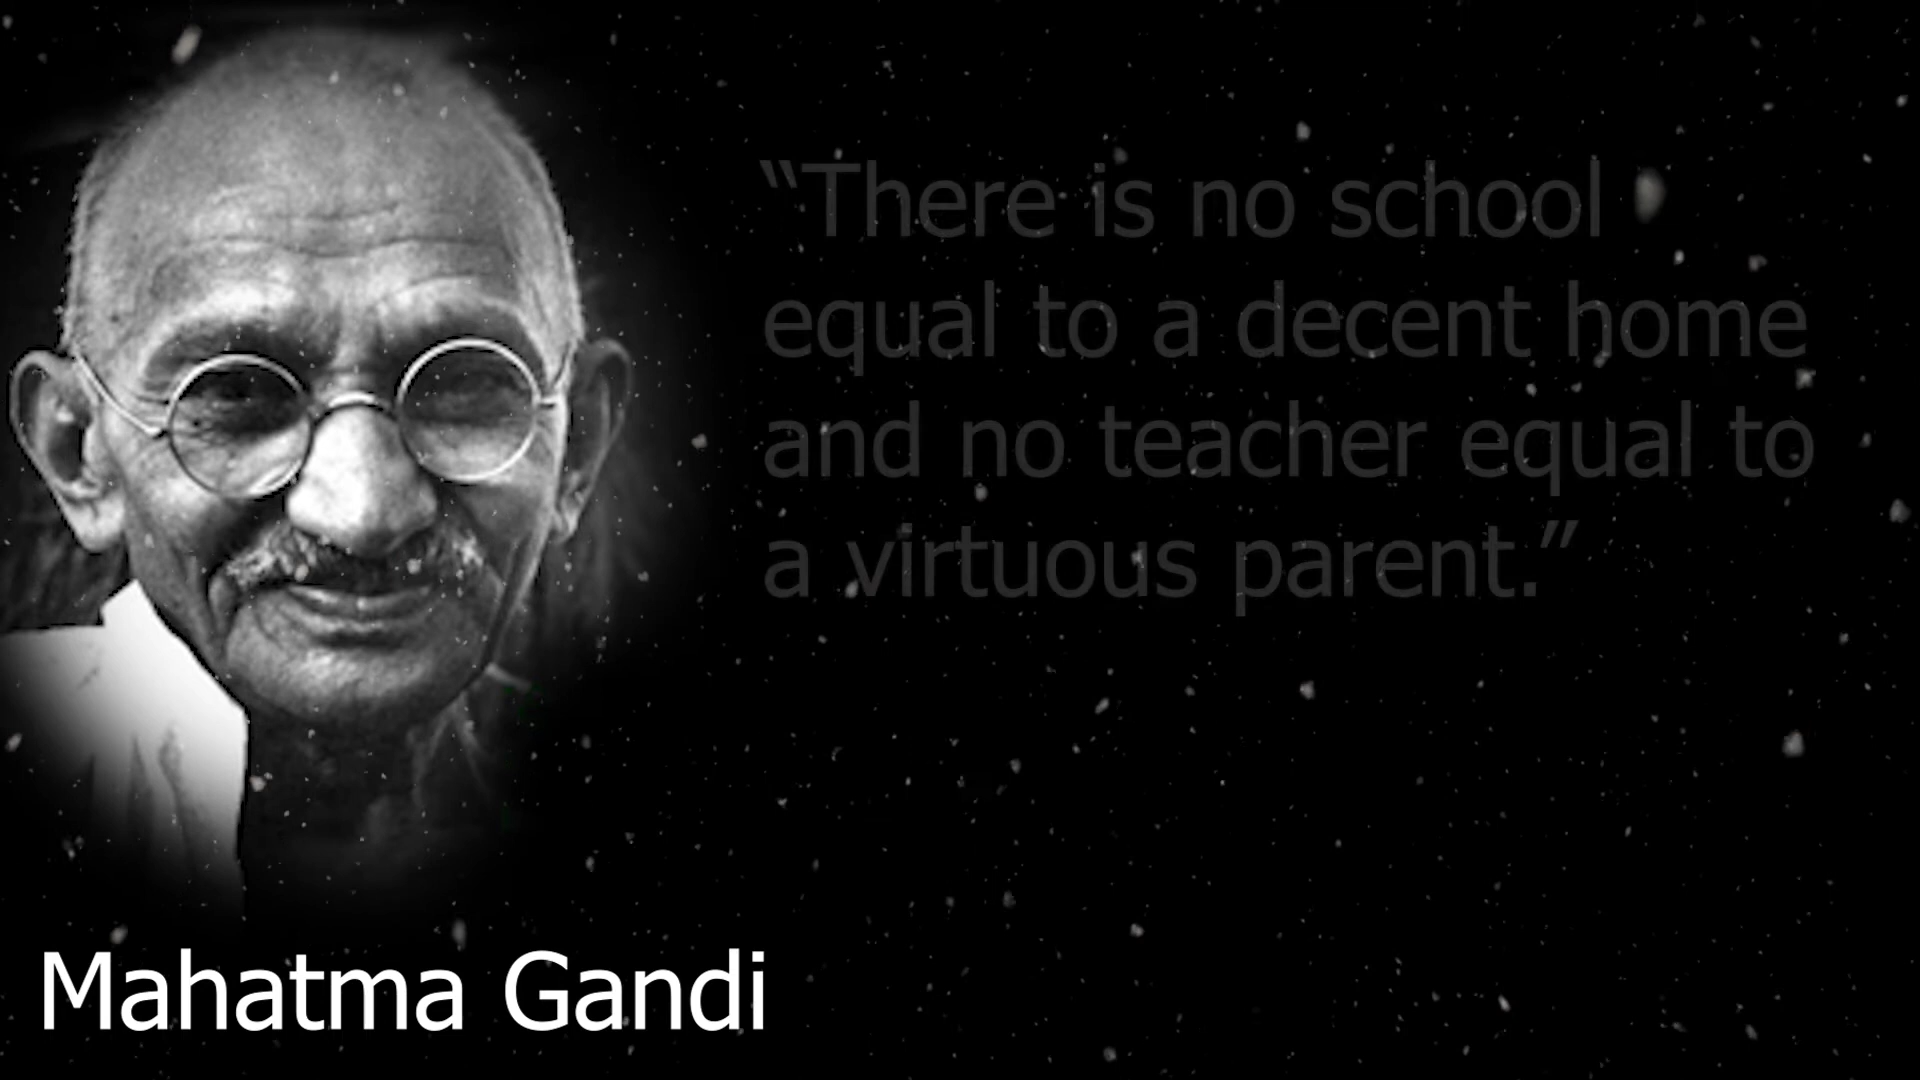 “There is no school
equal to a decent home
and no teacher equal to
a virtuous parent.”
Mahatma Gandi